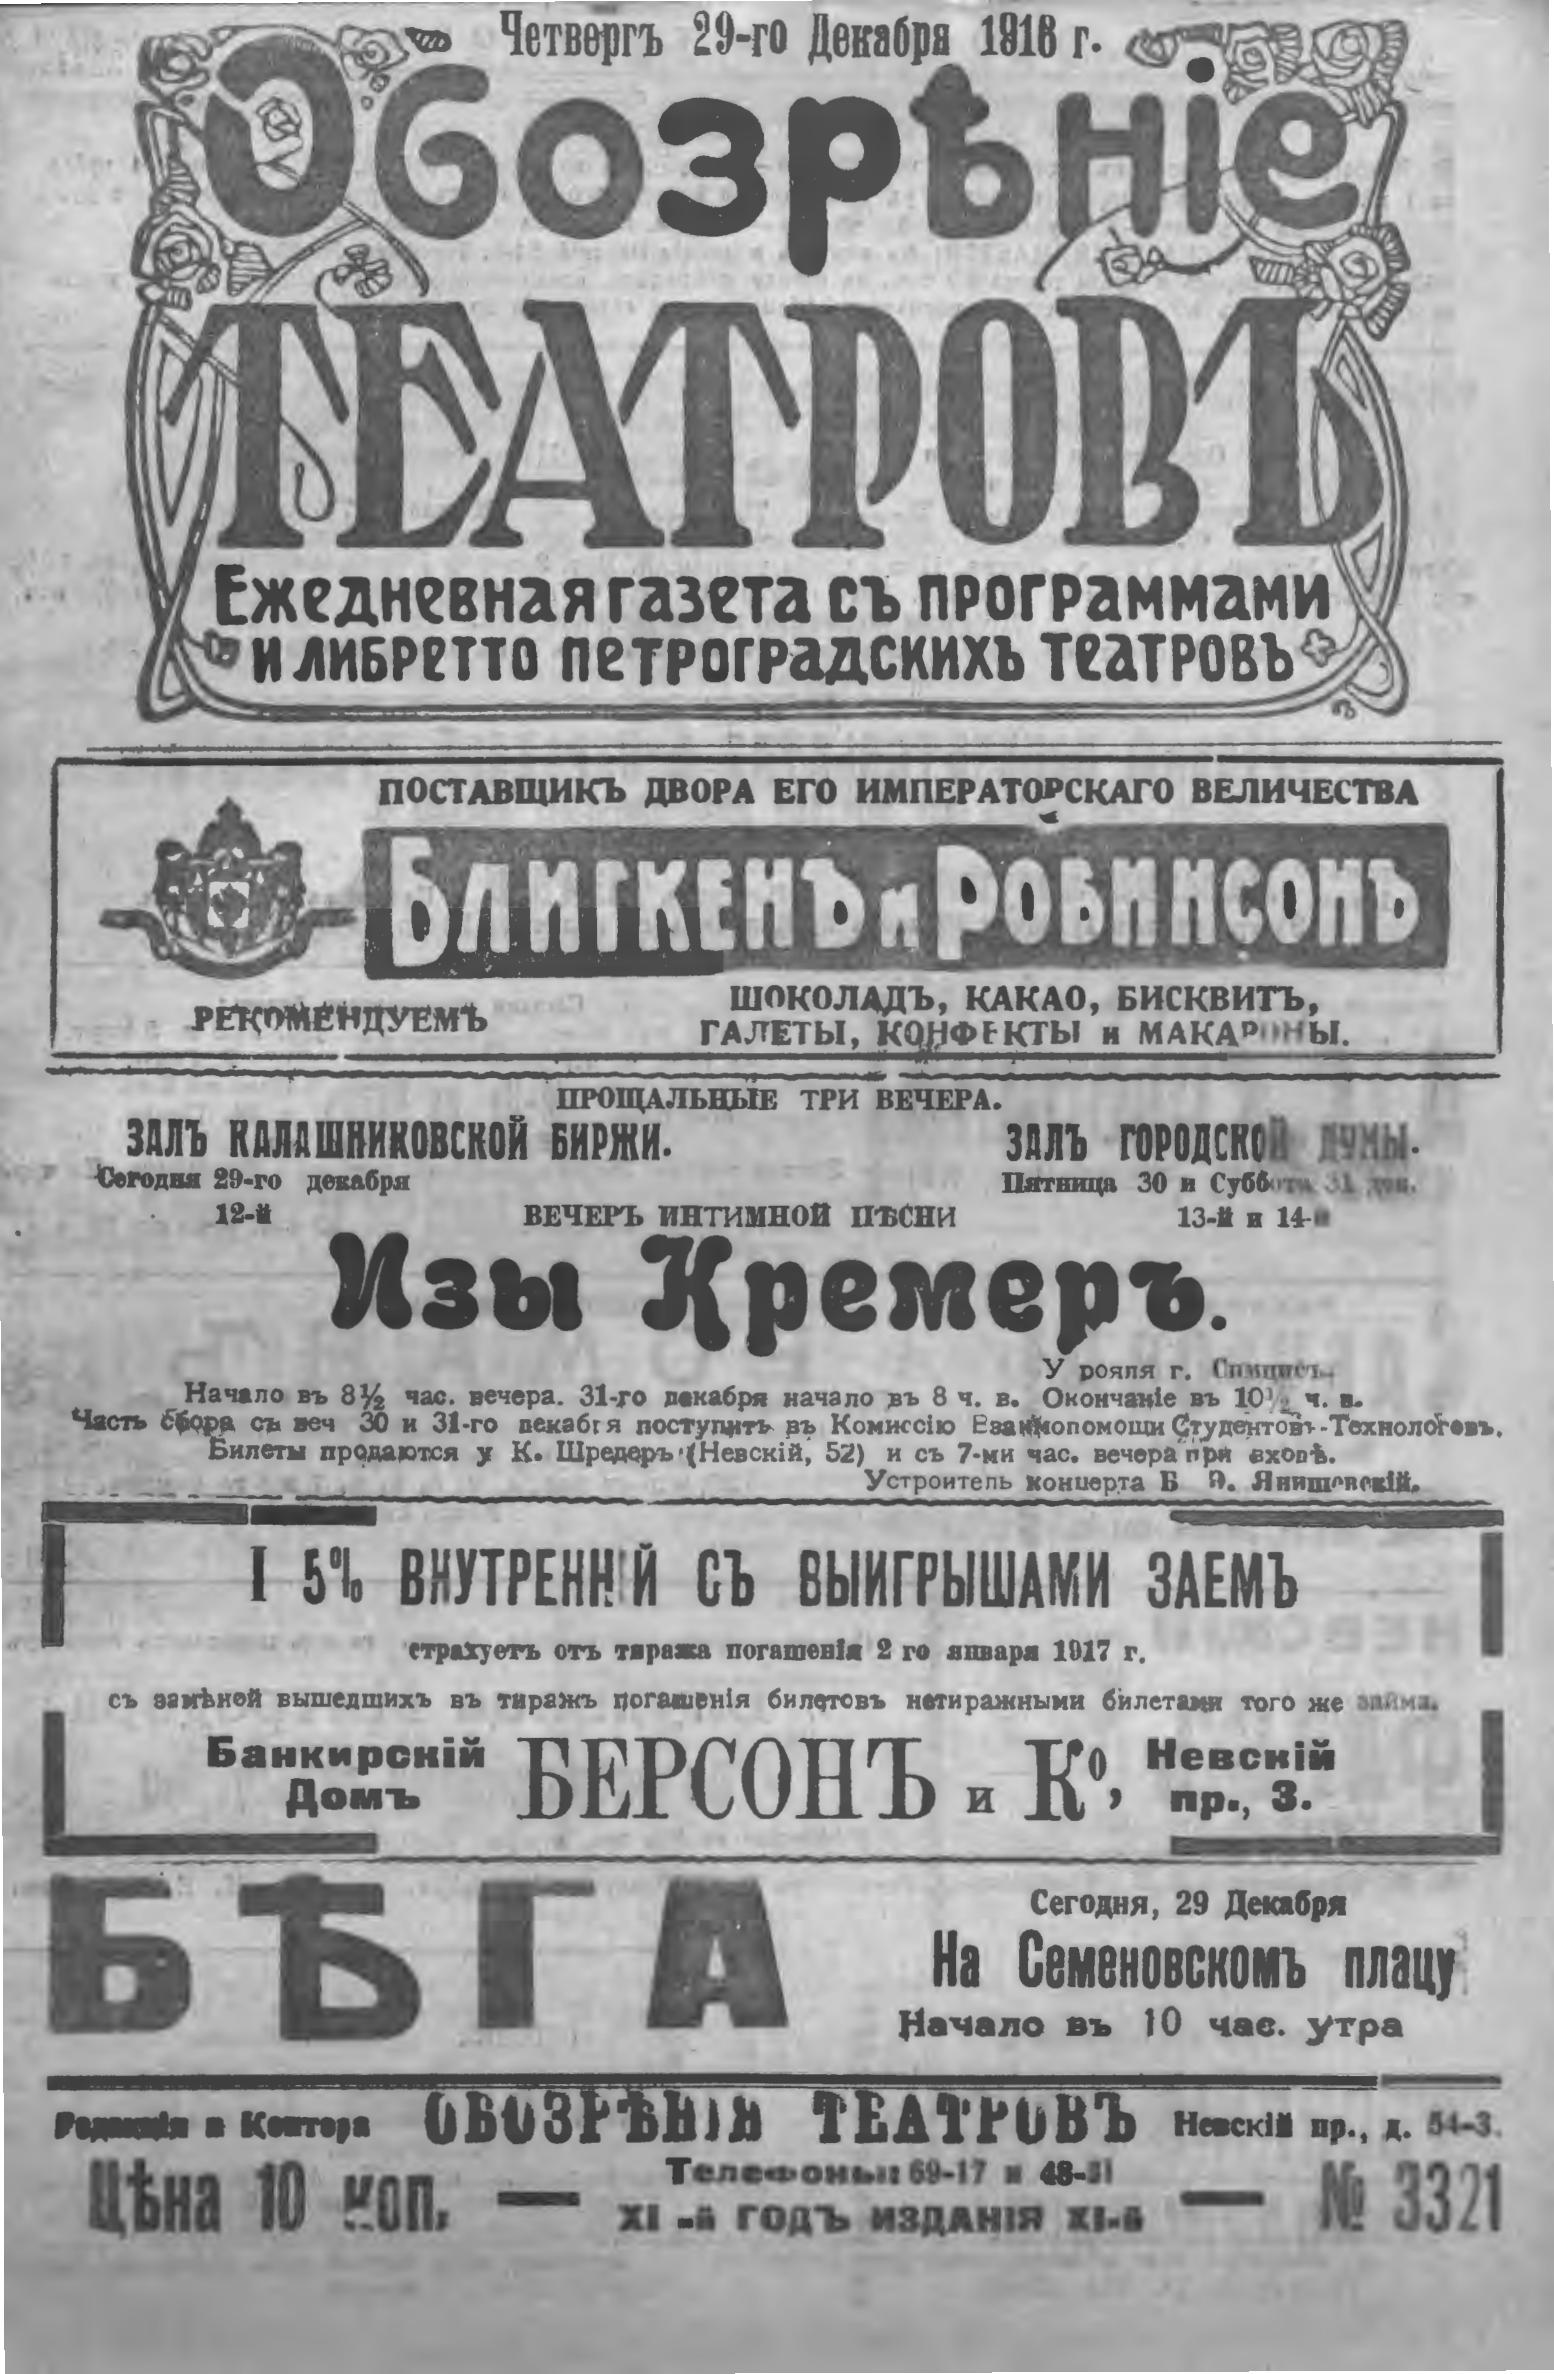 Четвергъ 29-го Декабря 1916 г.
Обозрѣніе
ТЕАТРОВЪ
Ежедневная газета съ программами
и либретто петроградскихъ театровъ
ПОСТАВЩИКЪ ДВОРА ЕГО ИМПЕРАТОРСКАГО ВЕЛИЧЕСТВА
БЛИГКЕНЪ и РОБИНСОНЪ
РЕКОМЕНДУЕМЪ
ШОКОЛАДЪ, КАКАО, БИСКВИТЪ,
ГАЛЕТЫ, КОНФЕКТЫ и МАКАРОНЫ.
ПРОЩАЛЬНЫЕ ТРИ ВЕЧЕРА.
ЗАЛЪ КАЛАШНИКОВСКОЙ БИРЖИ. ЗАЛЪ ГОРОДСКОЙ ДУМЫ.
Сегодня 29-го декабря Пятница 30 и Суббота 31 дек.
12-й ВЕЧЕРЪ ИНТИМНОЙ ПѢСНИ 13-й и 14-й
Изы Кремеръ.
У рояля г.
Начало въ 8½ час. вечера. 31-го декабря начало въ 8 ч. в. Окончаніе въ 10½ ч. в.
Часть сбора съ веч 30 и 31-го декабря поступитъ въ Комиссію Взаимопомощи Студентовъ-Технологовъ.
Билеты продаются у К. Шредеръ (Невскій, 52) и съ 7-ми час. вечера при входѣ.
Устроитель концерта Б Янишевскій.
I 5% ВНУТРЕННІЙ СЪ ВЫИГРЫШАМИ ЗАЕМЪ
страхуетъ отъ тиража погашенія 2 го января 1917 г.
съ замѣной вышедшихъ въ тиражъ погашенія билетовъ нетиражными билетами того же займа.
Банкирскій
Домъ
БЕРСОНЪ и Ко,
Невскій
пр., 3.
БѢГА
Сегодня, 29 Декабря
На Семеновскомъ плацу
Начало въ 10 час. утра
Редакція и Контора ОБОЗРѢНІЯ ТЕАТРОВЪ Невскій пр., д. 54-3.
Цѣна 10 коп. —
Телефоны: 69-17 и
XI-й ГОДЪ ИЗДАНІЯ XI-й
— № 3321